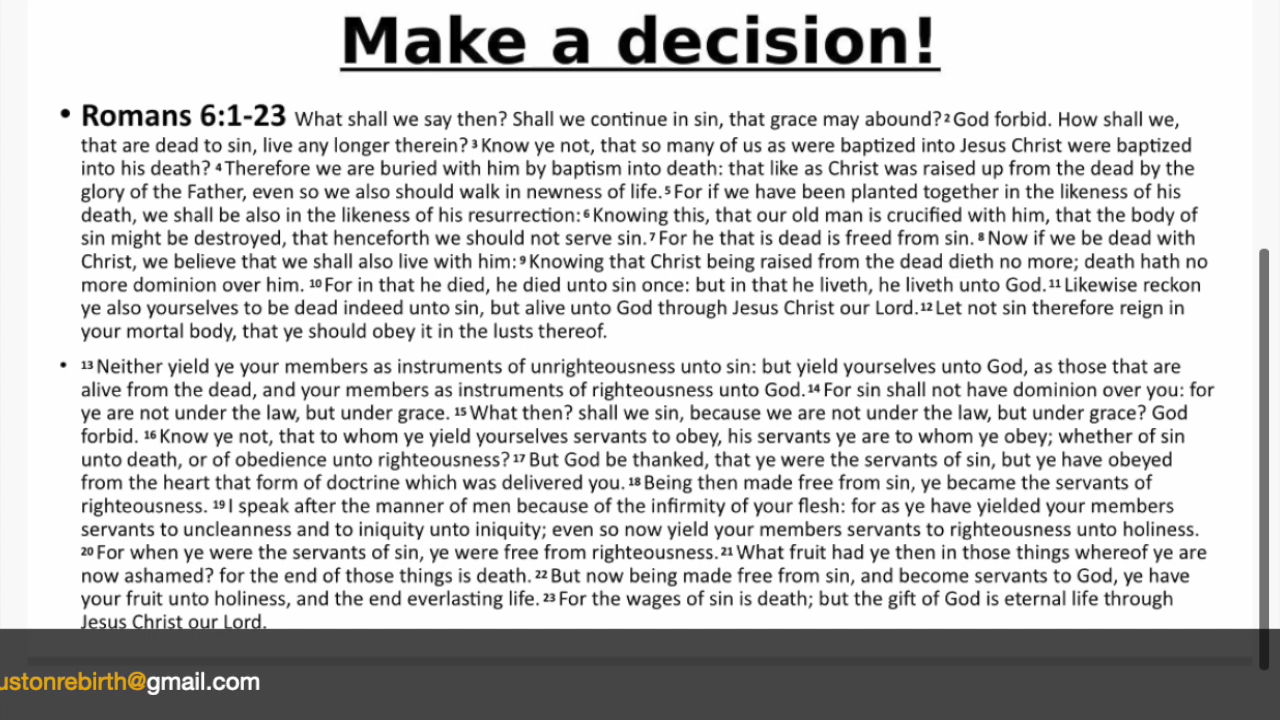 Make a decision!
• Romans 6:1-23 What shall we say then? Shall we continue in sin, that grace may abound? 2 God forbid. How shall we,
that are dead to sin, live any longer therein? 3 Know ye not, that so many of us as were baptized into Jesus Christ were baptized
into his death? 4 Therefore we are buried with him by baptism into death: that like as Christ was raised up from the dead by the
glory of the Father, even so we also should walk in newness of life. 5 For if we have been planted together in the likeness of his
death, we shall be also in the likeness of his resurrection: 6 Knowing this, that our old man is crucified with him, that the body of
sin might be destroyed, that henceforth we should not serve sin. 7 For he that is dead is freed from sin. 8 Now if we be dead with
Christ, we believe that we shall also live with him: 9 Knowing that Christ being raised from the dead dieth no more; death hath no
more dominion over him. 10 For in that he died, he died unto sin once: but in that he liveth, he liveth unto God. 11 Likewise reckon
ye also yourselves to be dead indeed unto sin, but alive unto God through Jesus Christ our Lord. 12 Let not sin therefore reign in
your mortal body, that ye should obey it in the lusts thereof.
• 13 Neither yield ye your members as instruments of unrighteousness unto sin: but yield yourselves unto God, as those that are
alive from the dead, and your members as instruments of righteousness unto God. 14 For sin shall not have dominion over you: for
ye are not under the law, but under grace. 15 What then? shall we sin, because we are not under the law, but under grace? God
forbid. 16 Know ye not, that to whom ye yield yourselves servants to obey, his servants ye are to whom ye obey; whether of sin
unto death, or of obedience unto righteousness? 17 But God be thanked, that ye were the servants of sin, but ye have obeyed
from the heart that form of doctrine which was delivered you. 18 Being then made free from sin, ye became the servants of
righteousness. 19 I speak after the manner of men because of the infirmity of your flesh: for as ye have yielded your members
servants to uncleanness and to iniquity unto iniquity; even so now yield your members servants to righteousness unto holiness.
20 For when ye were the servants of sin, ye were free from righteousness. 21 What fruit had ye then in those things whereof ye are
now ashamed? for the end of those things is death. 22 But now being made free from sin, and become servants to God, ye have
your fruit unto holiness, and the end everlasting life. 23 For the wages of sin is death; but the gift of God is eternal life through
Jesus Christ our Lord.
ustonrebirth@gmail.com